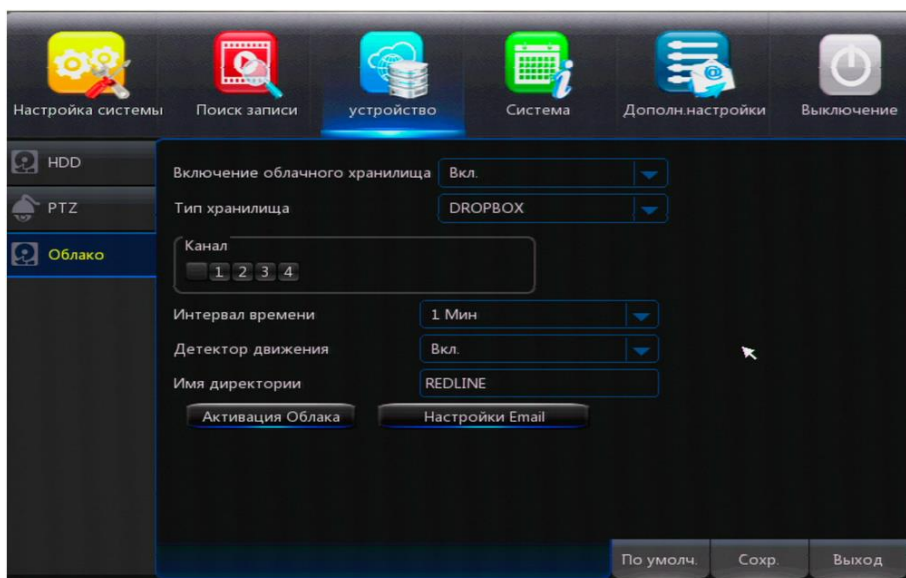 Настройка системы Поиск записи устройство Система Дополн.настройки Выключение
HDD
PTZ
Облако
Включение облачного хранилища Вкл.
Тип хранилища DROPBOX
Канал
1 2 3 4
Интервал времени 1 Мин
Детектор движения Вкл.
Имя директории REDLINE
Активация Облака Настройки Email
По умолч. Сохр. Выход